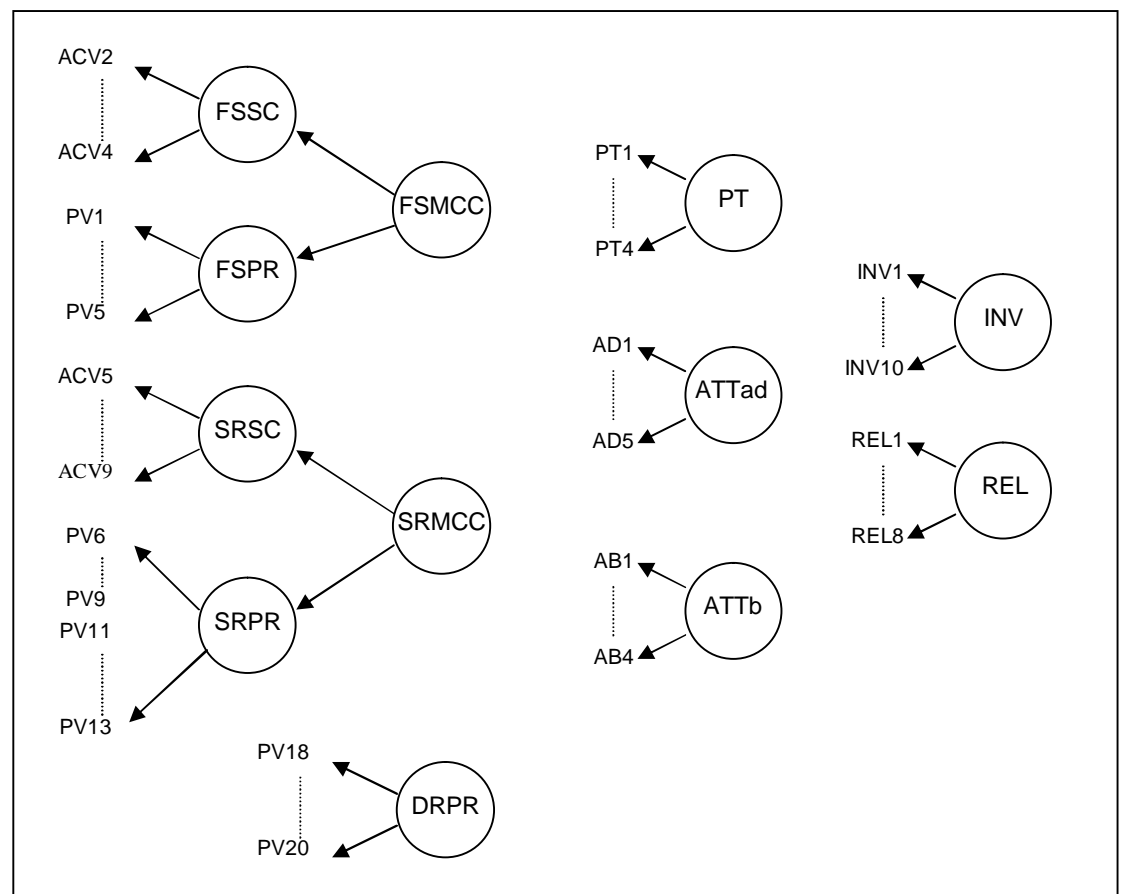 ACV2
FSSC
ACV4
FSMCC
PV1
FSPR
PV5
ACV5
SRSC
ACV9
SRMCC
PV6
PV9
SRPR
PV11
PV13
PV18
DRPR
PV20
PT1
PT
PT4
AD1
ATTad
AD5
AB1
ATTb
AB4
INV1
INV
INV10
REL1
REL
REL8